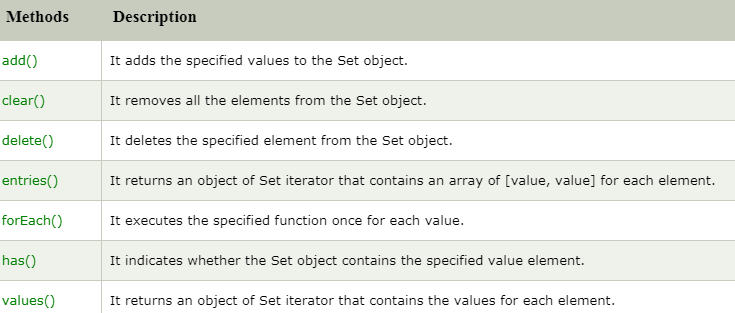 Methods Description
add() It adds the specified values to the Set object.
clear() It removes all the elements from the Set object.
delete() It deletes the specified element from the Set object.
entries() It returns an object of Set iterator that contains an array of [value, value] for each element.
forEach() It executes the specified function once for each value.
has() It indicates whether the Set object contains the specified value element.
values() It returns an object of Set iterator that contains the values for each element.